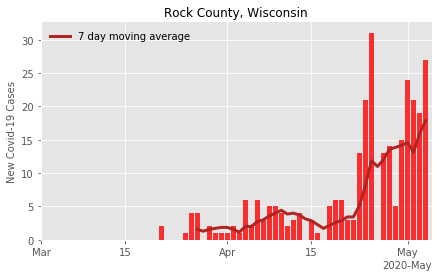 Rock County, Wisconsin
7 day moving average
New Covid-19 Cases
30
25
20
15
10
5
0
Mar 15 Apr 15 May
2020-May